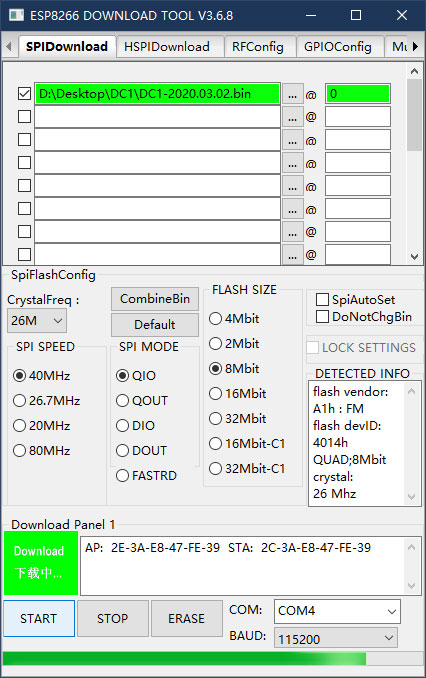 ESP8266 DOWNLOAD TOOL V3.6.8
SPIDownload HSPIDownload RFConfig GPIOConfig Mu
D:\Desktop\DC1\DC1-2020.03.02.bin ... @ 0
... @
... @
... @
... @
... @
... @
... @
SpiFlashConfig
CrystalFreq :
26M
CombineBin
Default
SPI SPEED
40MHz
26.7MHz
20MHz
80MHz
SPI MODE
QIO
QOUT
DIO
DOUT
FASTRD
FLASH SIZE
4Mbit
2Mbit
8Mbit
16Mbit
32Mbit
16Mbit-C1
32Mbit-C1
SpiAutoSet
DoNotChgBin
LOCK SETTINGS
DETECTED INFO
flash vendor:
A1h : FM
flash devID:
4014h
QUAD;8Mbit
crystal:
26 Mhz
Download Panel 1
Download
下载中...
AP: 2E-3A-E8-47-FE-39 STA: 2C-3A-E8-47-FE-39
START STOP ERASE
COM: COM4
BAUD: 115200